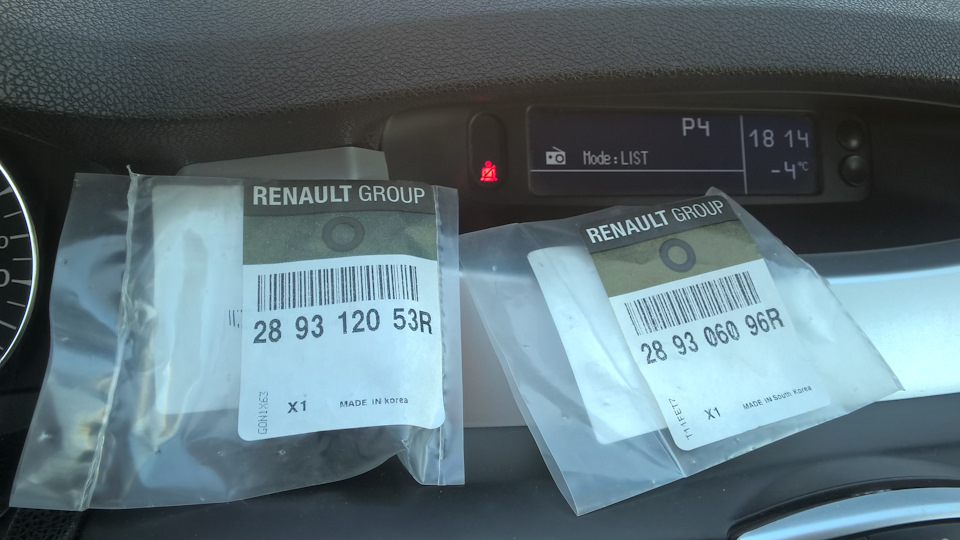 P4
18 14
Mode:LIST
-4°C
RENAULT GROUP
28 93 120 53R
X1
MADE IN korea
GON1X63
RENAULT GROUP
28 93 060 96R
X1
MADE IN South Korea